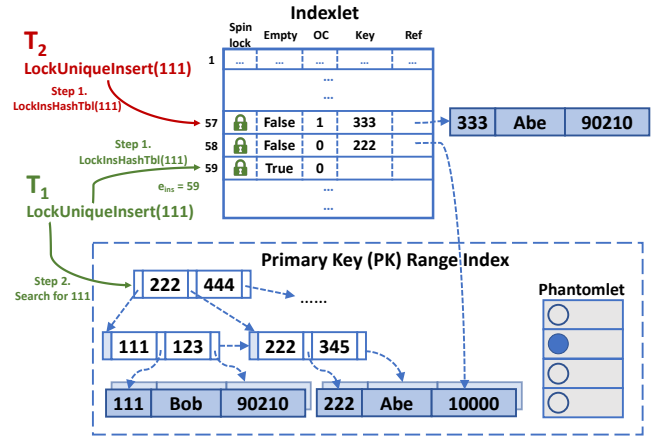 Indexlet
Spin lock Empty OC Key Ref
1 ... ... ... ... ...
...
...
57 False 1 333
58 False 0 222
59 True 0
...
...
T2
LockUniqueInsert(111)
Step 1.
LockInsHashTbl(111)
Step 1.
LockInsHashTbl(111)
e_ins = 59
T1
LockUniqueInsert(111)
Step 2.
Search for 111
333 Abe 90210
Primary Key (PK) Range Index
222 444
......
111 123
222 345
111 Bob 90210
222 Abe 10000
Phantomlet